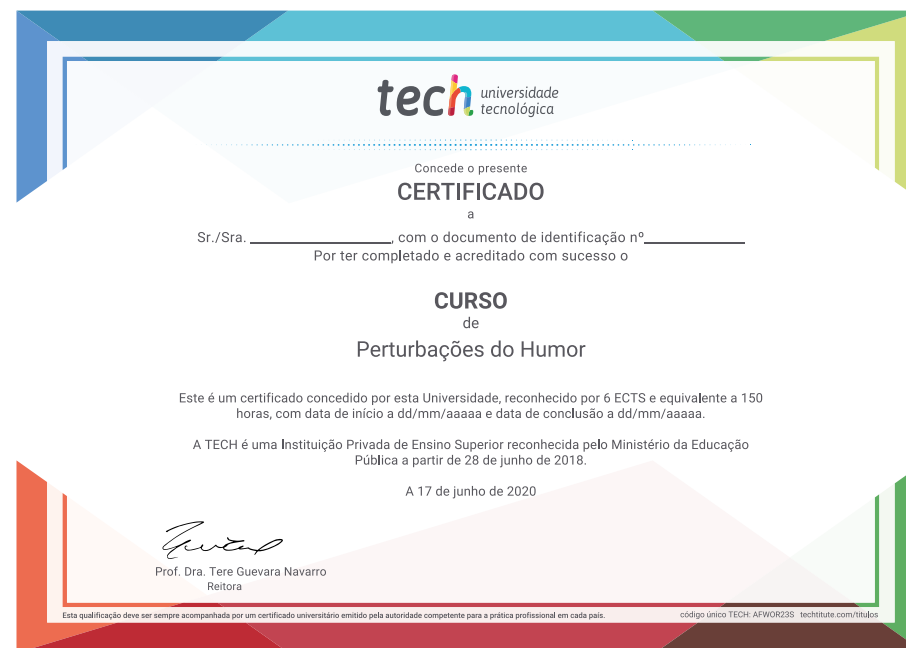 tech universidade
tecnológica
Concede o presente
CERTIFICADO
a
Sr./Sra. ____________________, com o documento de identificação nº______________
Por ter completado e acreditado com sucesso o
CURSO
de
Perturbações do Humor
Este é um certificado concedido por esta Universidade, reconhecido por 6 ECTS e equivalente a 150
horas, com data de início a dd/mm/aaaaa e data de conclusão a dd/mm/aaaaa.
A TECH é uma Instituição Privada de Ensino Superior reconhecida pelo Ministério da Educação
Pública a partir de 28 de junho de 2018.
A 17 de junho de 2020
Prof. Dra. Tere Guevara Navarro
Reitora
Esta qualificação deve ser sempre acompanhada por um certificado universitário emitido pela autoridade competente para a prática profissional em cada país.
código único TECH: AFWOR23S techtitute.com/titulos